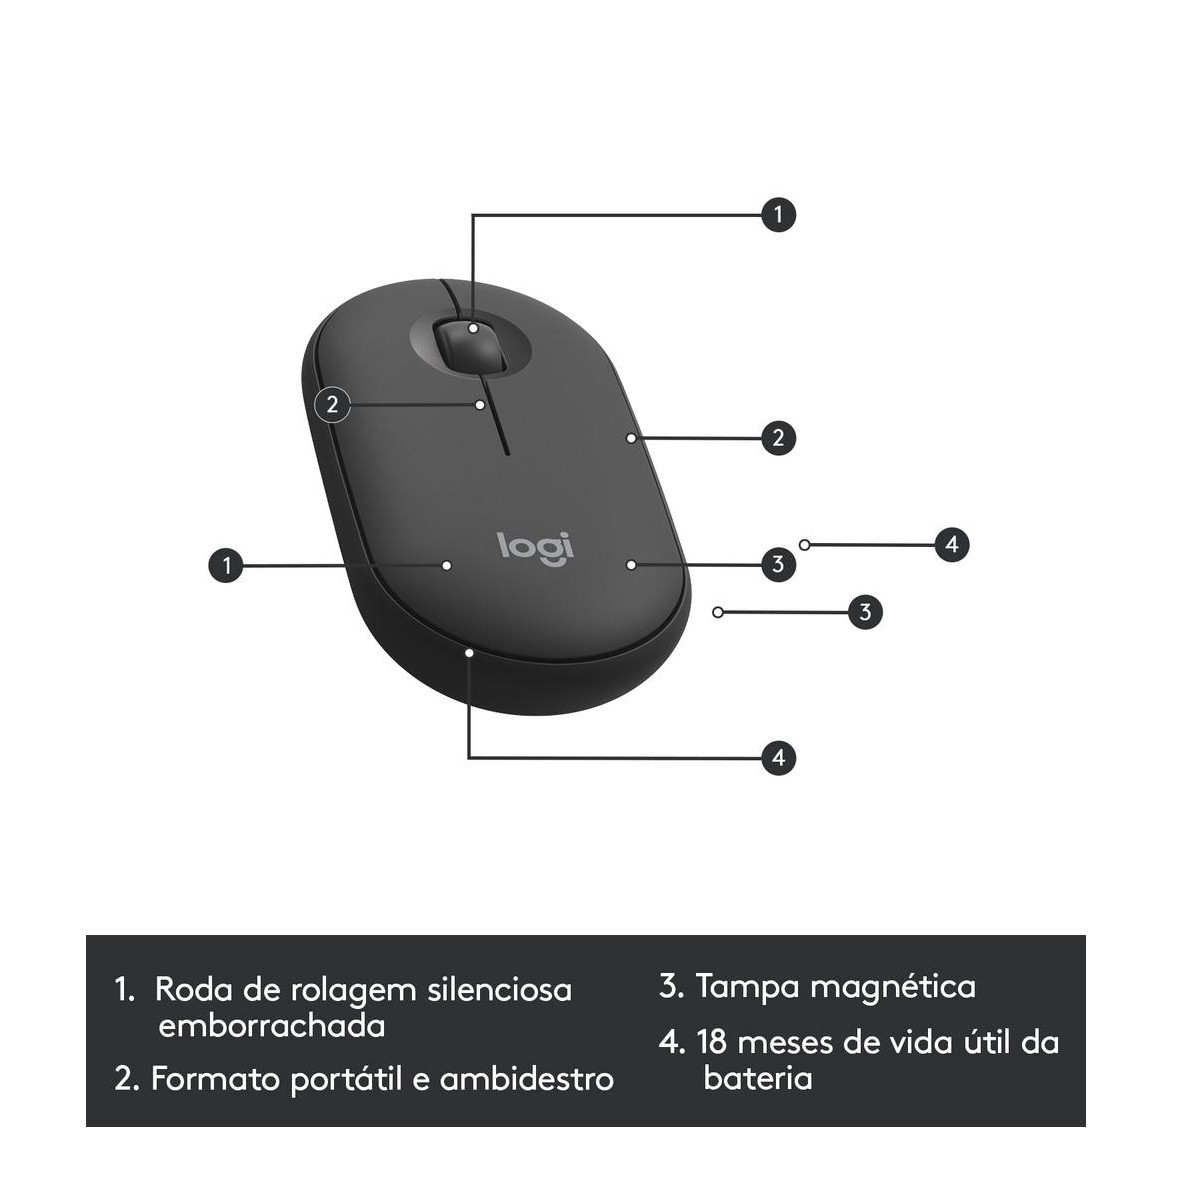 1
2
2
logi
4
1
3
3
4
1. Roda de rolagem silenciosa
emborrachada
2. Formato portátil e ambidestro
3. Tampa magnética
4. 18 meses de vida útil da
bateria